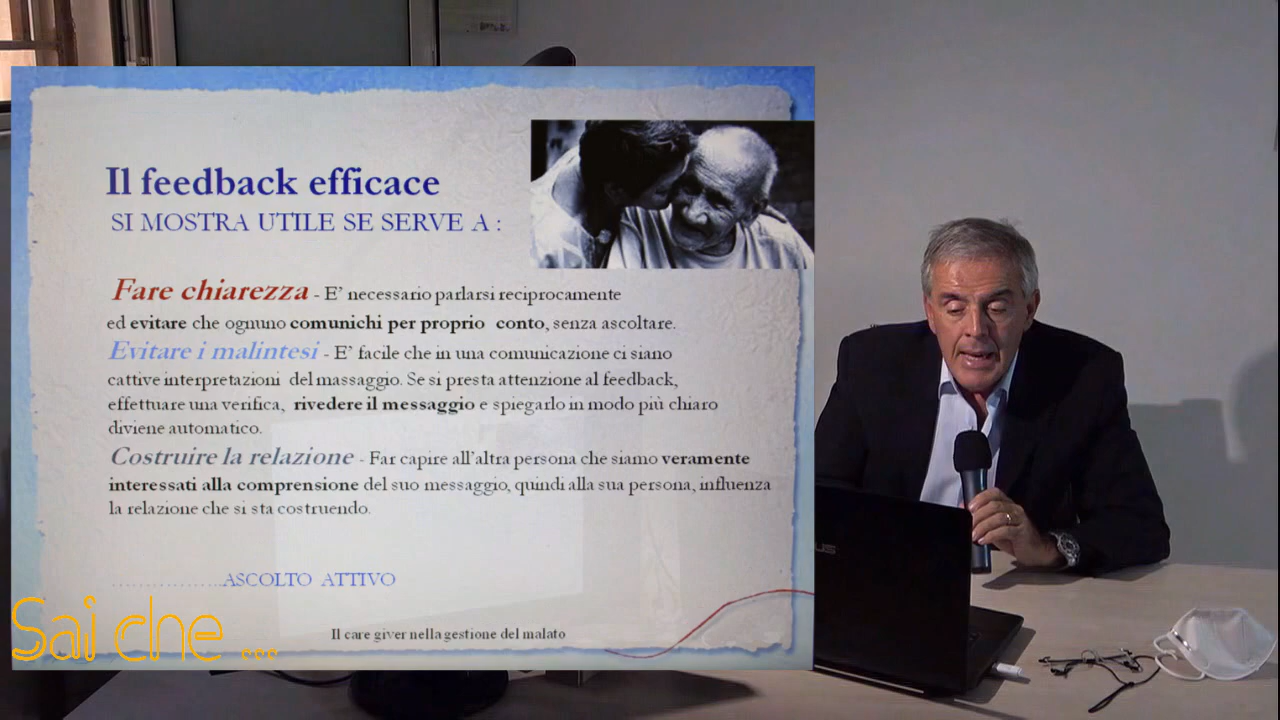 Il feedback efficace
SI MOSTRA UTILE SE SERVE A :
Fare chiarezza - E' necessario parlarsi reciprocamente
ed evitare che ognuno comunichi per proprio conto, senza ascoltare.
Evitare i malintesi - E' facile che in una comunicazione ci siano
cattive interpretazioni del massaggio. Se si presta attenzione al feedback,
effettuare una verifica, rivedere il messaggio e spiegarlo in modo più chiaro
diviene automatico.
Costruire la relazione - Far capire all'altra persona che siamo veramente
interessati alla comprensione del suo messaggio, quindi alla sua persona, influenza
la relazione che si sta costruendo.
………………..ASCOLTO ATTIVO
Il care giver nella gestione del malato
Sai che ...